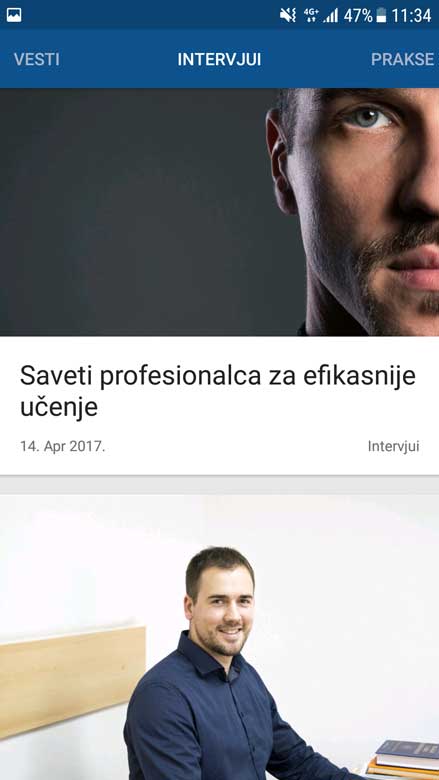 4G+ 47% 11:34
VESTI INTERVJUI PRAKSE
Saveti profesionalca za efikasnije
učenje
14. Apr 2017. Intervjui